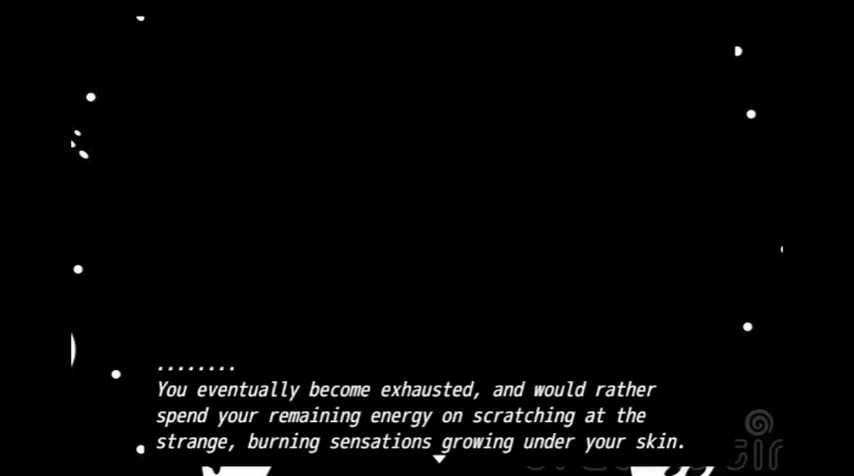 ........
You eventually become exhausted, and would rather
spend your remaining energy on scratching at the
strange, burning sensations growing under your skin.